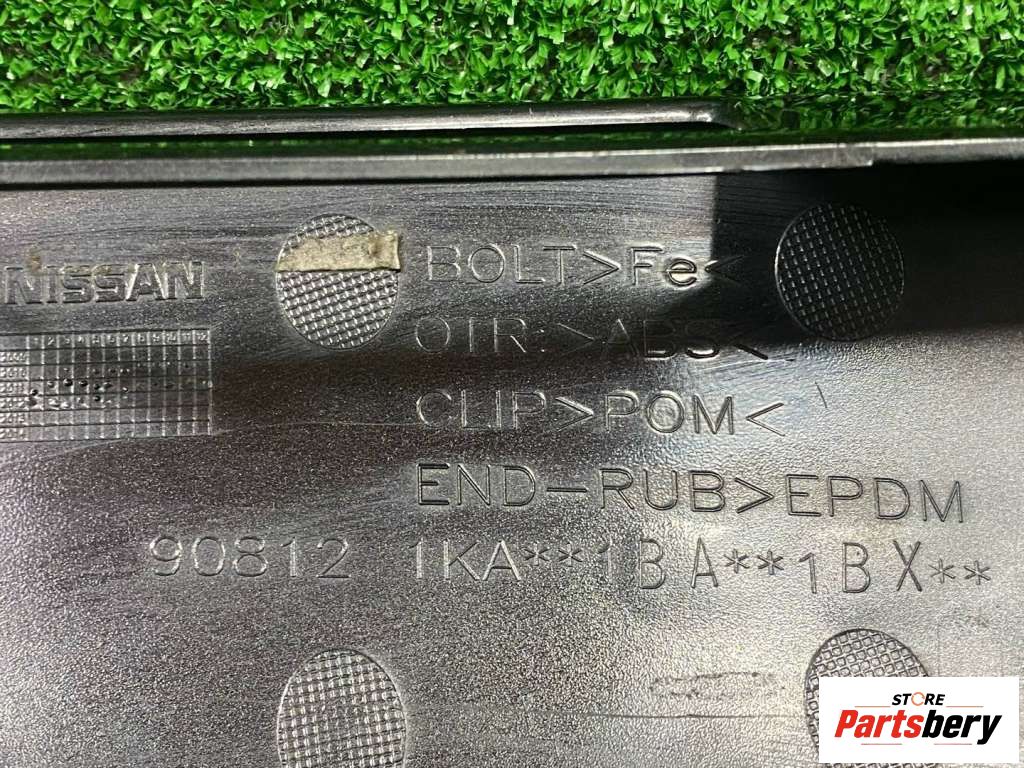 NISSAN
BOLT>Fe<
OTR:>ABS<
CLIP>POM<
END-RUB>EPDM
90812 1KA**1BA**1BX**
STORE
Partsbery